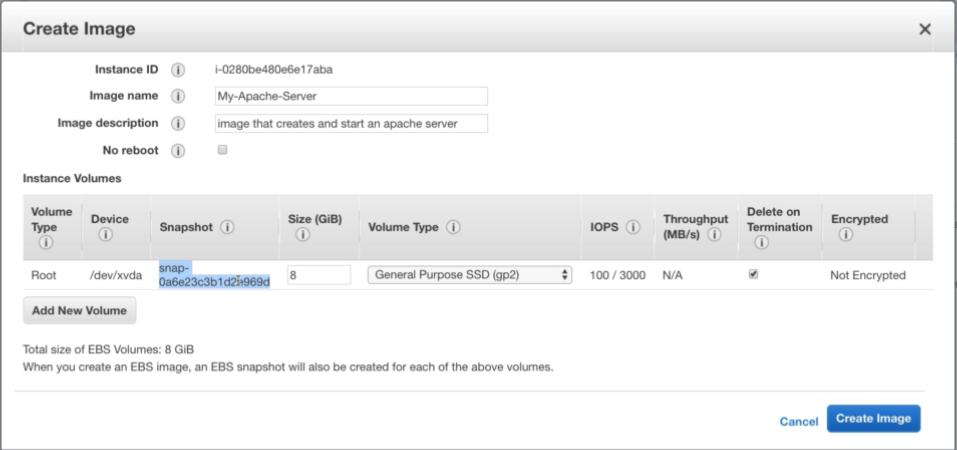 Create Image
Instance ID i-0280be480e6e17aba
Image name My-Apache-Server
Image description image that creates and start an apache server
No reboot
Instance Volumes
Volume Type Device Snapshot Size (GiB) Volume Type IOPS Throughput (MB/s) Delete on Termination Encrypted
Root /dev/xvda snap- 8 General Purpose SSD (gp2) 100 / 3000 N/A Not Encrypted
Add New Volume
Total size of EBS Volumes: 8 GiB
When you create an EBS image, an EBS snapshot will also be created for each of the above volumes.
Cancel Create Image